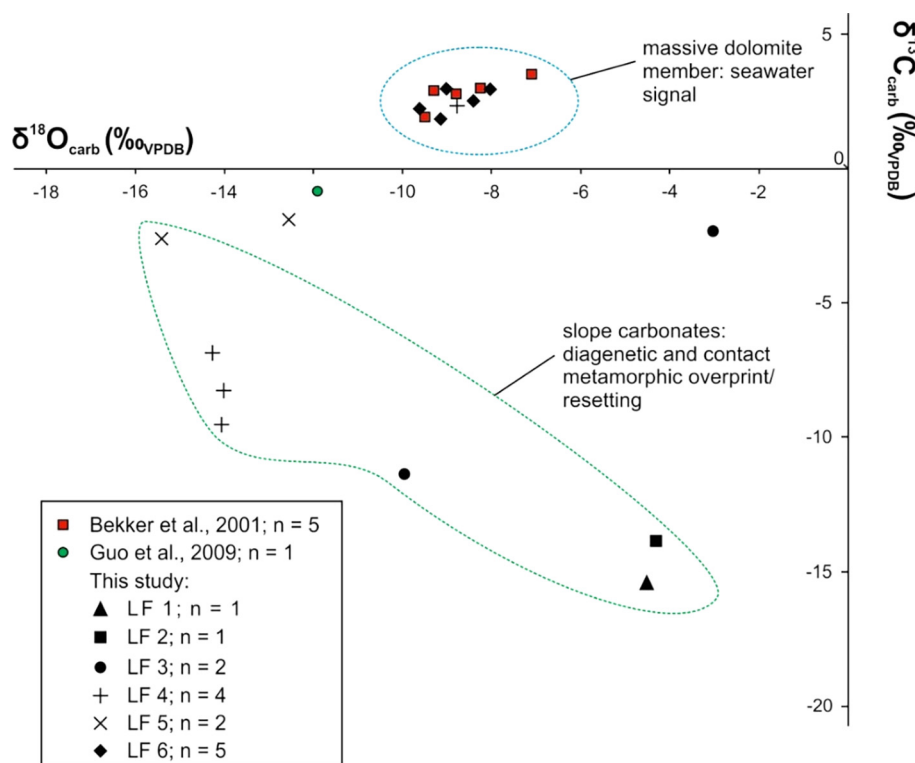 5
δ13Ccarb (‰VPDB)
massive dolomite
member: seawater
signal
δ18Ocarb (‰VPDB)
0
-18
-16
-14
-12
-10
-8
-6
-4
-2
-5
slope carbonates:
diagenetic and contact
metamorphic overprint/
resetting
-10
-15
-20
Bekker et al., 2001; n = 5
Guo et al., 2009; n = 1
This study:
LF 1; n = 1
LF 2; n = 1
LF 3; n = 2
LF 4; n = 4
LF 5; n = 2
LF 6; n = 5